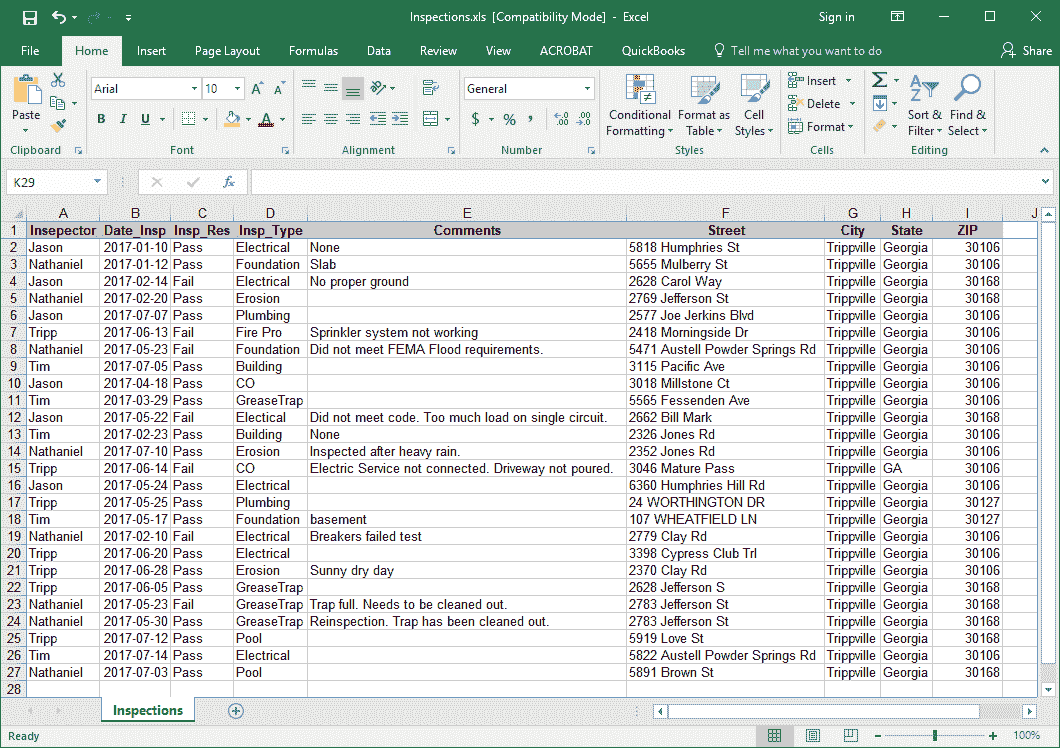 Inspections.xls [Compatibility Mode] - Excel Sign in
File Home Insert Page Layout Formulas Data Review View ACROBAT QuickBooks Tell me what you want to do Share
Paste Arial 10 General Conditional Formatting Format as Table Cell Styles Insert Delete Format Sort & Filter Find & Select
Clipboard Font Alignment Number Styles Cells Editing
K29 fx
A B C D E F G H I J
1 Insepector Date_Insp Insp_Res Insp_Type Comments Street City State ZIP
2 Jason 2017-01-10 Pass Electrical None 5818 Humphries St Trippville Georgia 30106
3 Nathaniel 2017-01-12 Pass Foundation Slab 5655 Mulberry St Trippville Georgia 30106
4 Jason 2017-02-14 Fail Electrical No proper ground 2628 Carol Way Trippville Georgia 30168
5 Nathaniel 2017-02-20 Pass Erosion 2769 Jefferson St Trippville Georgia 30168
6 Jason 2017-07-07 Pass Plumbing 2577 Joe Jerkins Blvd Trippville Georgia 30106
7 Tripp 2017-06-13 Fail Fire Pro Sprinkler system not working 2418 Morningside Dr Trippville Georgia 30106
8 Nathaniel 2017-05-23 Fail Foundation Did not meet FEMA Flood requirements. 5471 Austell Powder Springs Rd Trippville Georgia 30106
9 Tim 2017-07-05 Pass Building 3115 Pacific Ave Trippville Georgia 30106
10 Jason 2017-04-18 Pass CO 3018 Millstone Ct Trippville Georgia 30106
11 Tim 2017-03-29 Pass GreaseTrap 5565 Fessenden Ave Trippville Georgia 30106
12 Jason 2017-05-22 Fail Electical Did not meet code. Too much load on single circuit. 2662 Bill Mark Trippville Georgia 30168
13 Tim 2017-02-23 Pass Building None 2326 Jones Rd Trippville Georgia 30106
14 Nathaniel 2017-07-10 Pass Erosion Inspected after heavy rain. 2352 Jones Rd Trippville Georgia 30106
15 Tripp 2017-06-14 Fail CO Electric Service not connected. Driveway not poured. 3046 Mature Pass Trippville GA 30106
16 Jason 2017-05-24 Pass Electrical 6360 Humphries Hill Rd Trippville Georgia 30106
17 Tripp 2017-05-25 Pass Plumbing 24 WORTHINGTON DR Trippville Georgia 30127
18 Tim 2017-05-17 Pass Foundation basement 107 WHEATFIELD LN Trippville Georgia 30127
19 Nathaniel 2017-02-10 Fail Electrical Breakers failed test 2779 Clay Rd Trippville Georgia 30106
20 Tripp 2017-06-20 Pass Electrical 3398 Cypress Club Trl Trippville Georgia 30106
21 Tripp 2017-06-28 Pass Erosion Sunny dry day 2370 Clay Rd Trippville Georgia 30106
22 Tripp 2017-06-05 Pass GreaseTrap 2628 Jefferson S Trippville Georgia 30168
23 Nathaniel 2017-05-23 Fail GreaseTrap Trap full. Needs to be cleaned out. 2783 Jefferson St Trippville Georgia 30168
24 Nathaniel 2017-05-30 Pass GreaseTrap Reinspection. Trap has been cleaned out. 2783 Jefferson St Trippville Georgia 30168
25 Tripp 2017-07-12 Pass Pool 5919 Love St Trippville Georgia 30168
26 Tim 2017-07-14 Pass Electrical 5822 Austell Powder Springs Rd Trippville Georgia 30106
27 Nathaniel 2017-07-03 Pass Pool 5891 Brown St Trippville Georgia 30168
28
Inspections
Ready 100%